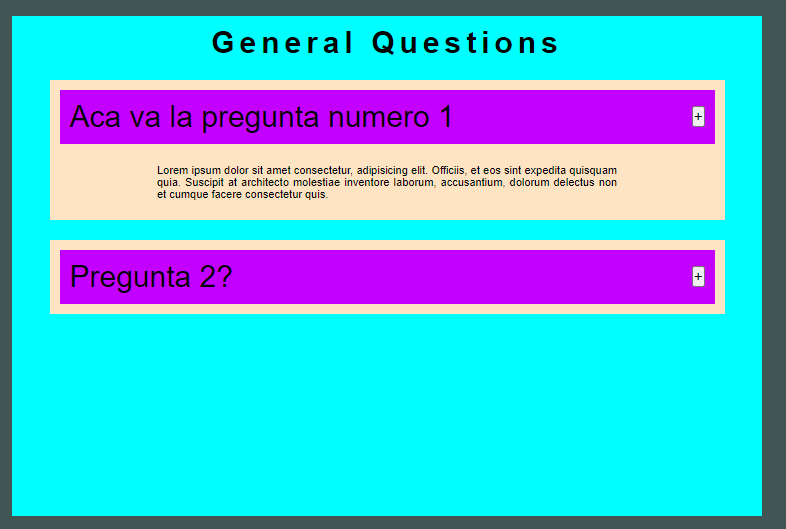 General Questions
Aca va la pregunta numero 1
+
Lorem ipsum dolor sit amet consectetur, adipisicing elit. Officiis, et eos sint expedita quisquam
quia. Suscipit at architecto molestiae inventore laborum, accusantium, dolorum delectus non
et cumque facere consectetur quis.
Pregunta 2?
+